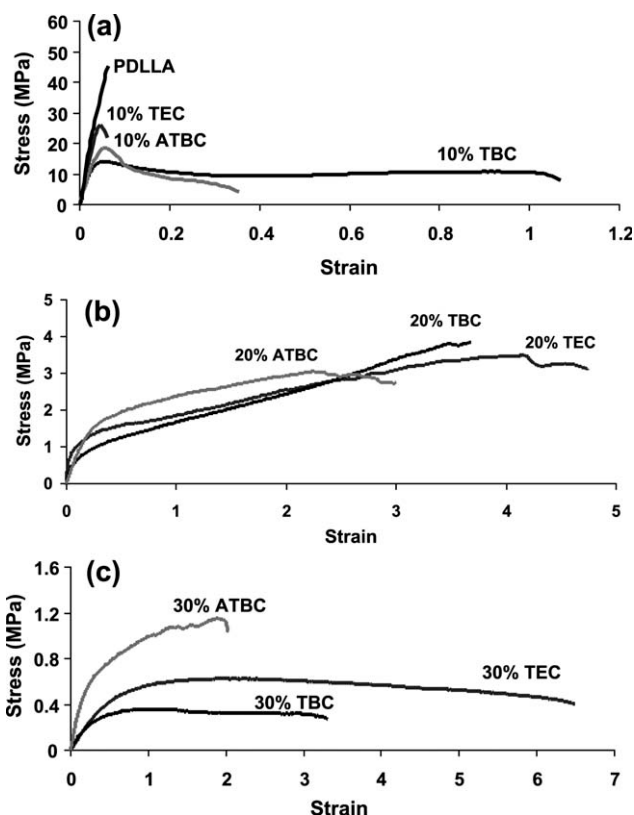 (a)
60
50
40
30
20
10
0
Stress (MPa)
PDLLA
10% TEC
10% ATBC
10% TBC
0 0.2 0.4 0.6 0.8 1 1.2
Strain
(b)
5
4
3
2
1
0
Stress (MPa)
20% TBC
20% ATBC
20% TEC
0 1 2 3 4 5
Strain
(c)
1.6
1.2
0.8
0.4
0
Stress (MPa)
30% ATBC
30% TEC
30% TBC
0 1 2 3 4 5 6 7
Strain